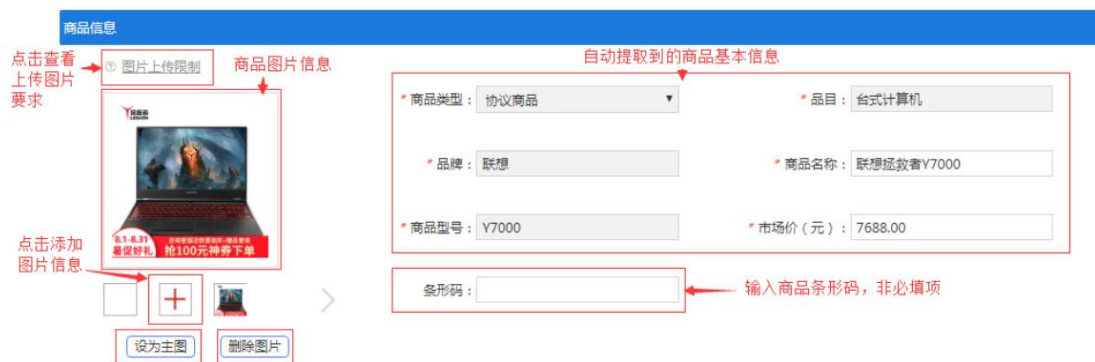 商品信息
点击查看
上传图片
要求
图片上传限制
商品图片信息
自动提取到的商品基本信息
拯救者
LEGION
*商品类型： 协议商品
*品目： 台式计算机
*品牌： 联想
*商品名称： 联想拯救者Y7000
*商品型号： Y7000
*市场价（元）： 7688.00
8.1-8.31
暑促好礼
抢100元神券下单
点击添加
图片信息
条形码：
输入商品条形码，非必填项
设为主图
删除图片